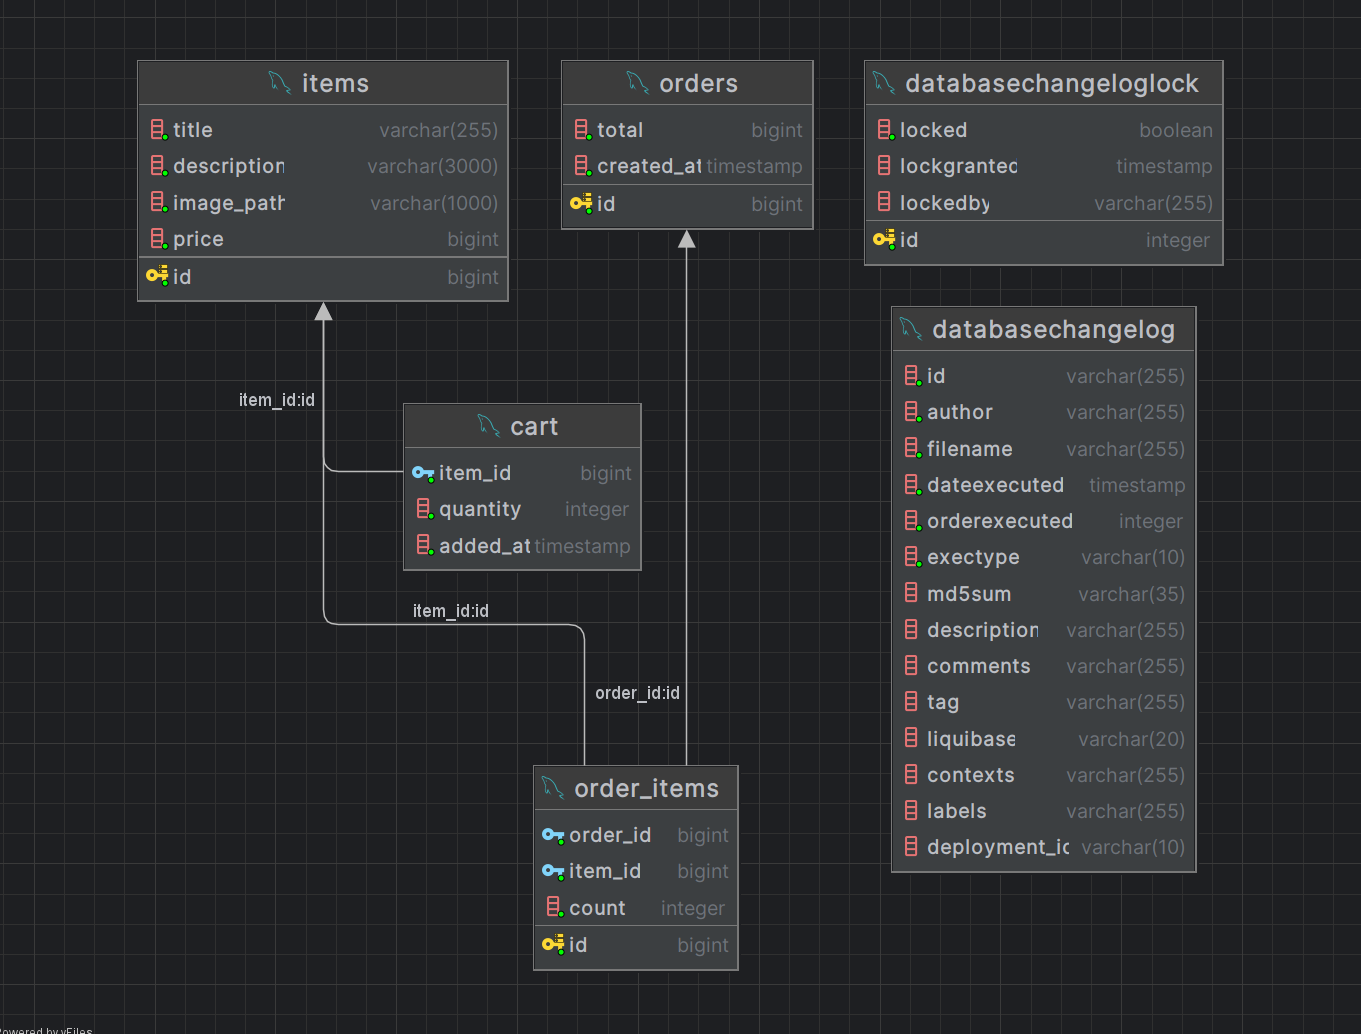 items
title varchar(255)
description varchar(3000)
image_path varchar(1000)
price bigint
id bigint
orders
total bigint
created_at timestamp
id bigint
databasechangeloglock
locked boolean
lockgranted timestamp
lockedby varchar(255)
id integer
item_id:id
cart
item_id bigint
quantity integer
added_at timestamp
item_id:id
order_id:id
order_items
order_id bigint
item_id bigint
count integer
id bigint
databasechangelog
id varchar(255)
author varchar(255)
filename varchar(255)
dateexecuted timestamp
orderexecuted integer
exectype varchar(10)
md5sum varchar(35)
description varchar(255)
comments varchar(255)
tag varchar(255)
liquibase varchar(20)
contexts varchar(255)
labels varchar(255)
deployment_id varchar(10)
Powered by yFiles